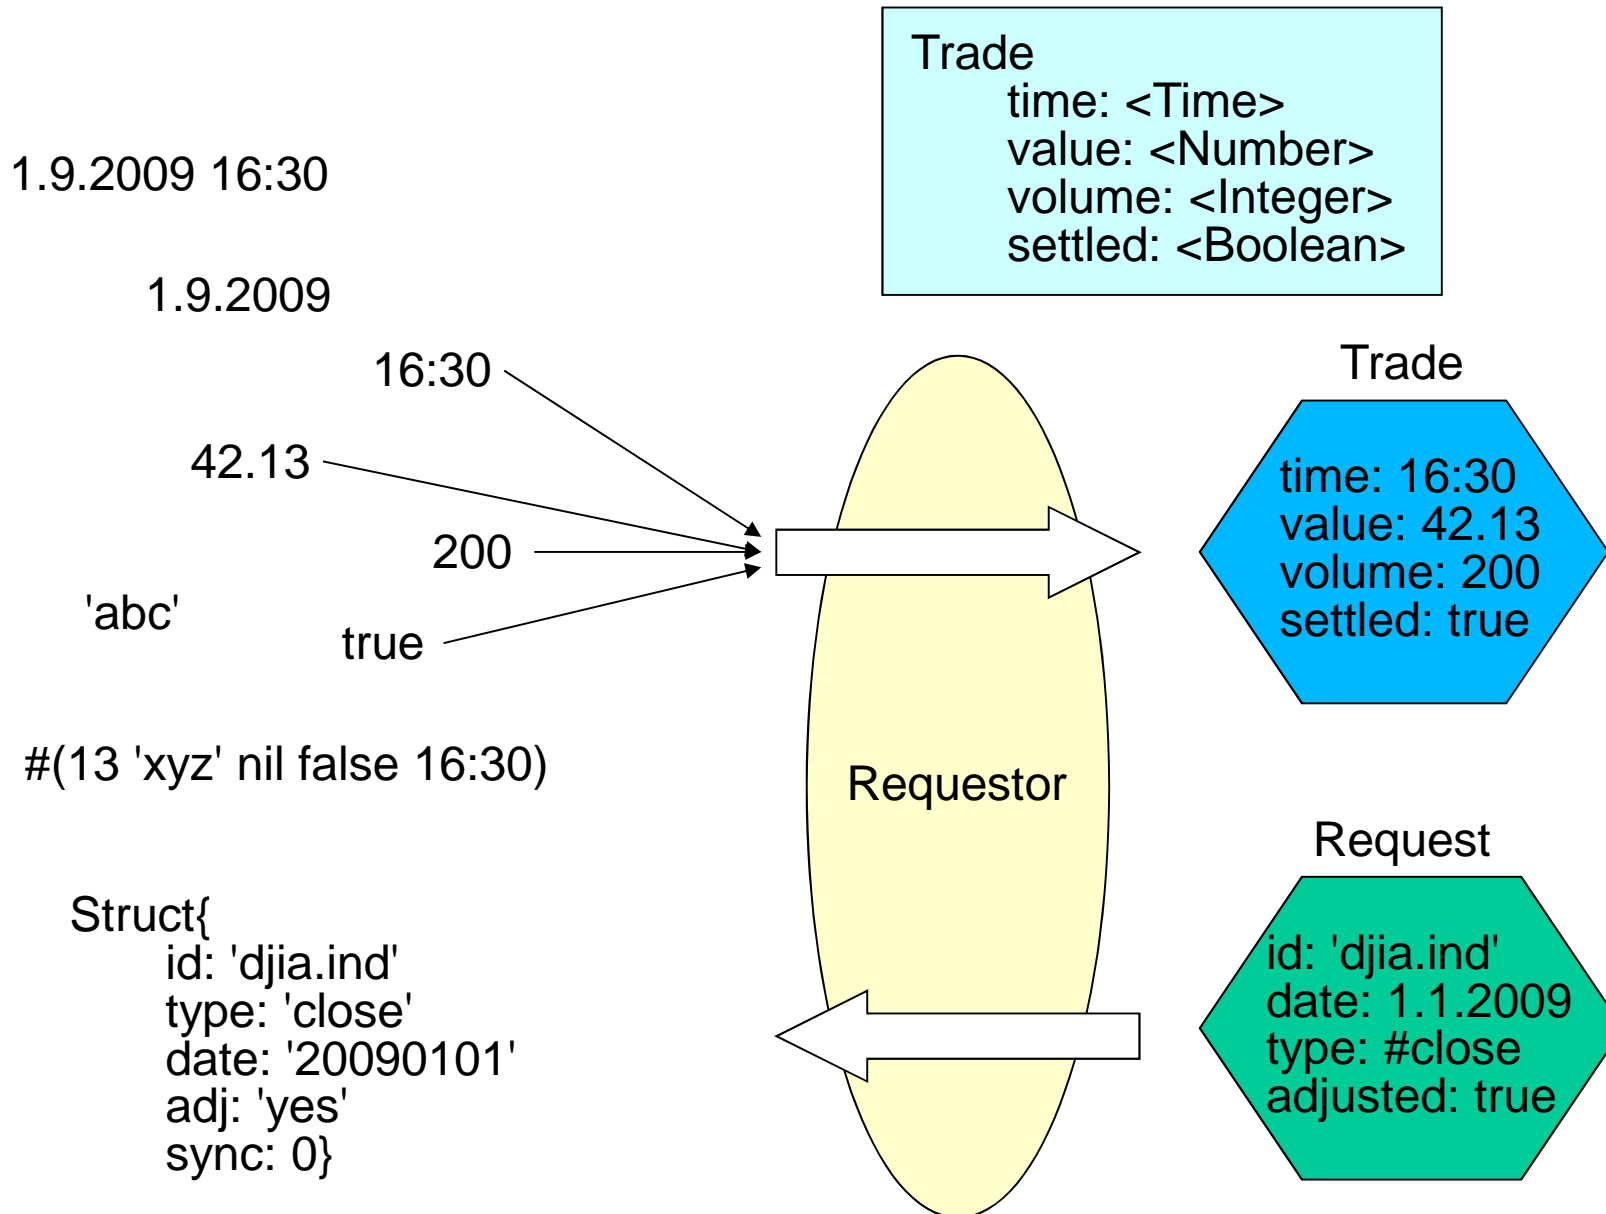 Trade
time: <Time>
value: <Number>
volume: <Integer>
settled: <Boolean>
1.9.2009 16:30
1.9.2009
16:30
42.13
200
'abc'
true
#(13 'xyz' nil false 16:30)
Struct{
id: 'djia.ind'
type: 'close'
date: '20090101'
adj: 'yes'
sync: 0}
Requestor
Trade
time: 16:30
value: 42.13
volume: 200
settled: true
Request
id: 'djia.ind'
date: 1.1.2009
type: #close
adjusted: true